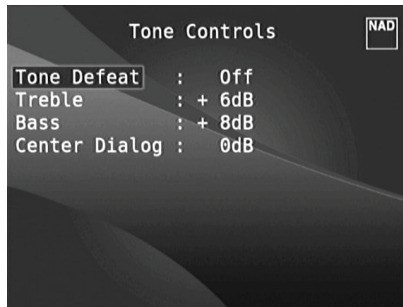 Tone Controls
NAD
Tone Defeat : Off
Treble : + 6dB
Bass : + 8dB
Center Dialog : 0dB